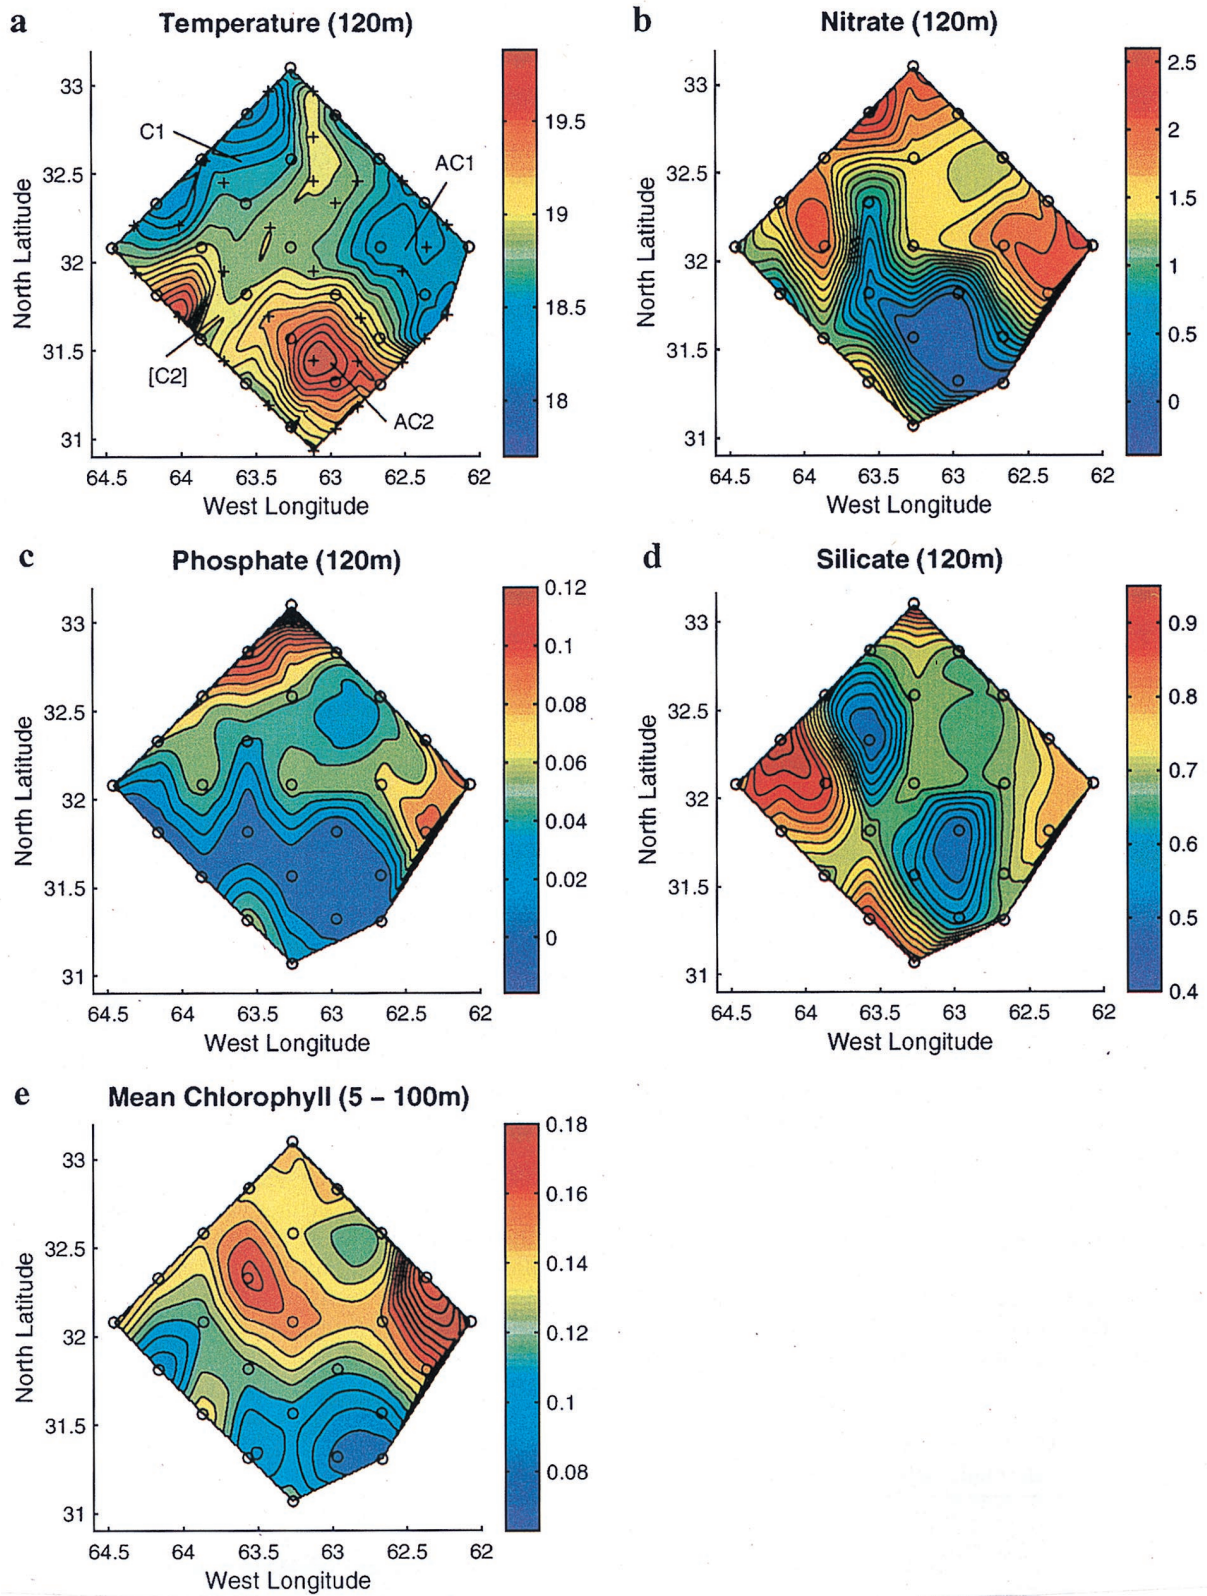 a Temperature (120m)
33
32.5
32
31.5
31
North Latitude
64.5 64 63.5 63 62.5 62
West Longitude
C1
AC1
[C2]
AC2
19.5
19
18.5
18
b Nitrate (120m)
33
32.5
32
31.5
31
North Latitude
64.5 64 63.5 63 62.5 62
West Longitude
2.5
2
1.5
1
0.5
0
c Phosphate (120m)
33
32.5
32
31.5
31
North Latitude
64.5 64 63.5 63 62.5 62
West Longitude
0.12
0.1
0.08
0.06
0.04
0.02
0
d Silicate (120m)
33
32.5
32
31.5
31
North Latitude
64.5 64 63.5 63 62.5 62
West Longitude
0.9
0.8
0.7
0.6
0.5
0.4
e Mean Chlorophyll (5 – 100m)
33
32.5
32
31.5
31
North Latitude
64.5 64 63.5 63 62.5 62
West Longitude
0.18
0.16
0.14
0.12
0.1
0.08